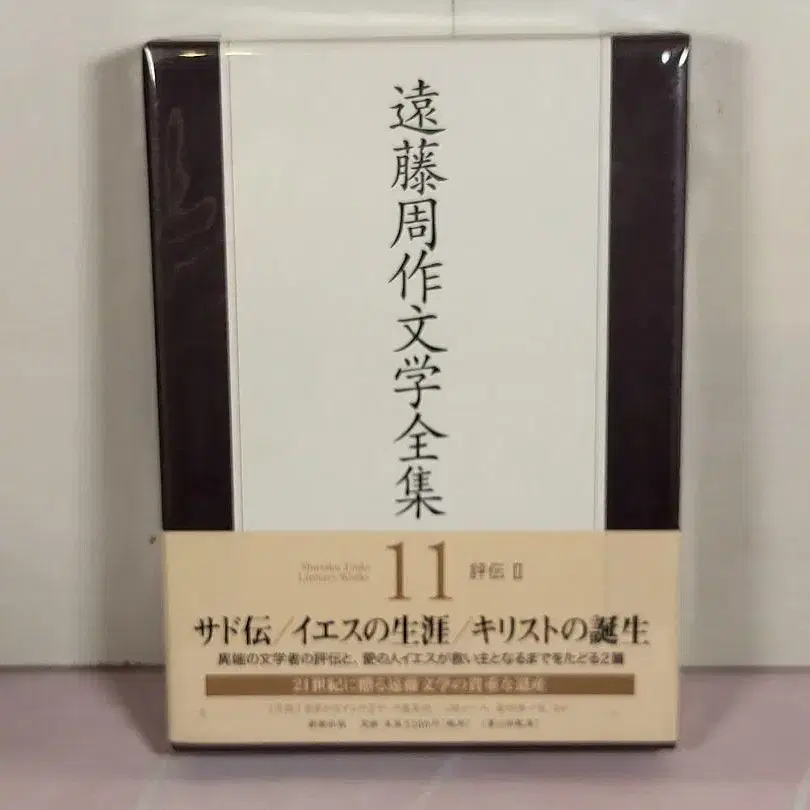 遠藤周作文学全集
Shusaku Endo
Literary Works
11
評伝 II
サド伝/イエスの生涯/キリストの誕生
異端の文学者の評伝と、愛の人イエスが救い主となるまでをたどる2篇
21世紀に贈る遠藤文学の貴重な遺産